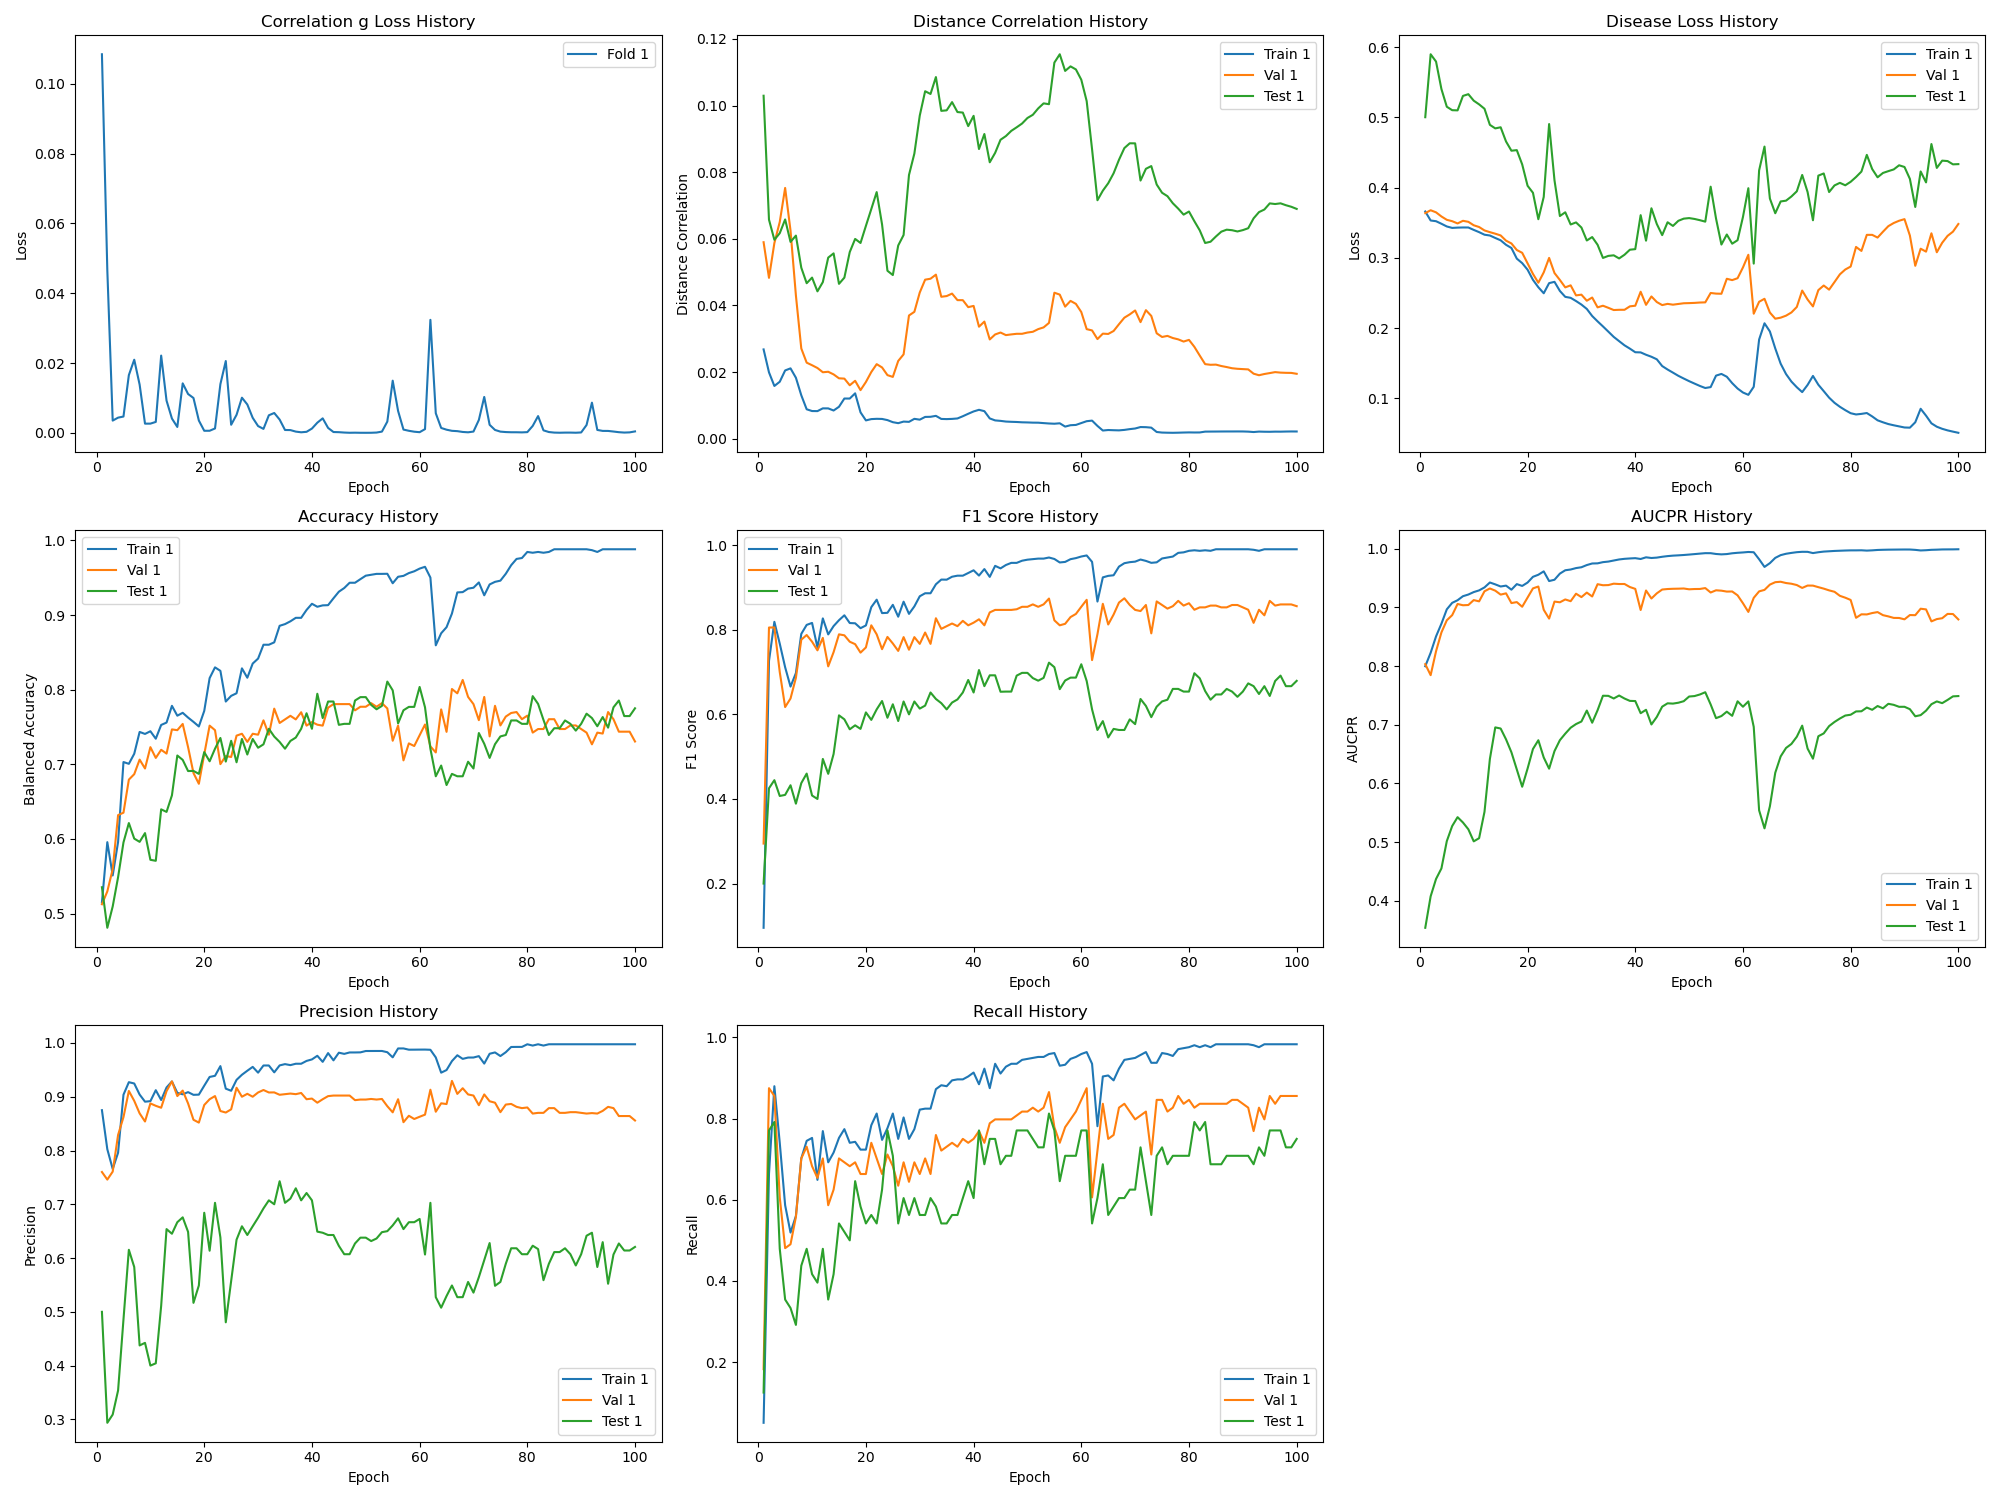 Correlation g Loss History
Loss
0.10
0.08
0.06
0.04
0.02
0.00
0 20 40 60 80 100
Epoch
Fold 1
Distance Correlation History
Distance Correlation
0.12
0.10
0.08
0.06
0.04
0.02
0.00
0 20 40 60 80 100
Epoch
Train 1
Val 1
Test 1
Disease Loss History
Loss
0.6
0.5
0.4
0.3
0.2
0.1
0 20 40 60 80 100
Epoch
Train 1
Val 1
Test 1
Accuracy History
Balanced Accuracy
1.0
0.9
0.8
0.7
0.6
0.5
0 20 40 60 80 100
Epoch
Train 1
Val 1
Test 1
F1 Score History
F1 Score
1.0
0.8
0.6
0.4
0.2
0 20 40 60 80 100
Epoch
Train 1
Val 1
Test 1
AUCPR History
AUCPR
1.0
0.9
0.8
0.7
0.6
0.5
0.4
0 20 40 60 80 100
Epoch
Train 1
Val 1
Test 1
Precision History
Precision
1.0
0.9
0.8
0.7
0.6
0.5
0.4
0.3
0 20 40 60 80 100
Epoch
Train 1
Val 1
Test 1
Recall History
Recall
1.0
0.8
0.6
0.4
0.2
0 20 40 60 80 100
Epoch
Train 1
Val 1
Test 1